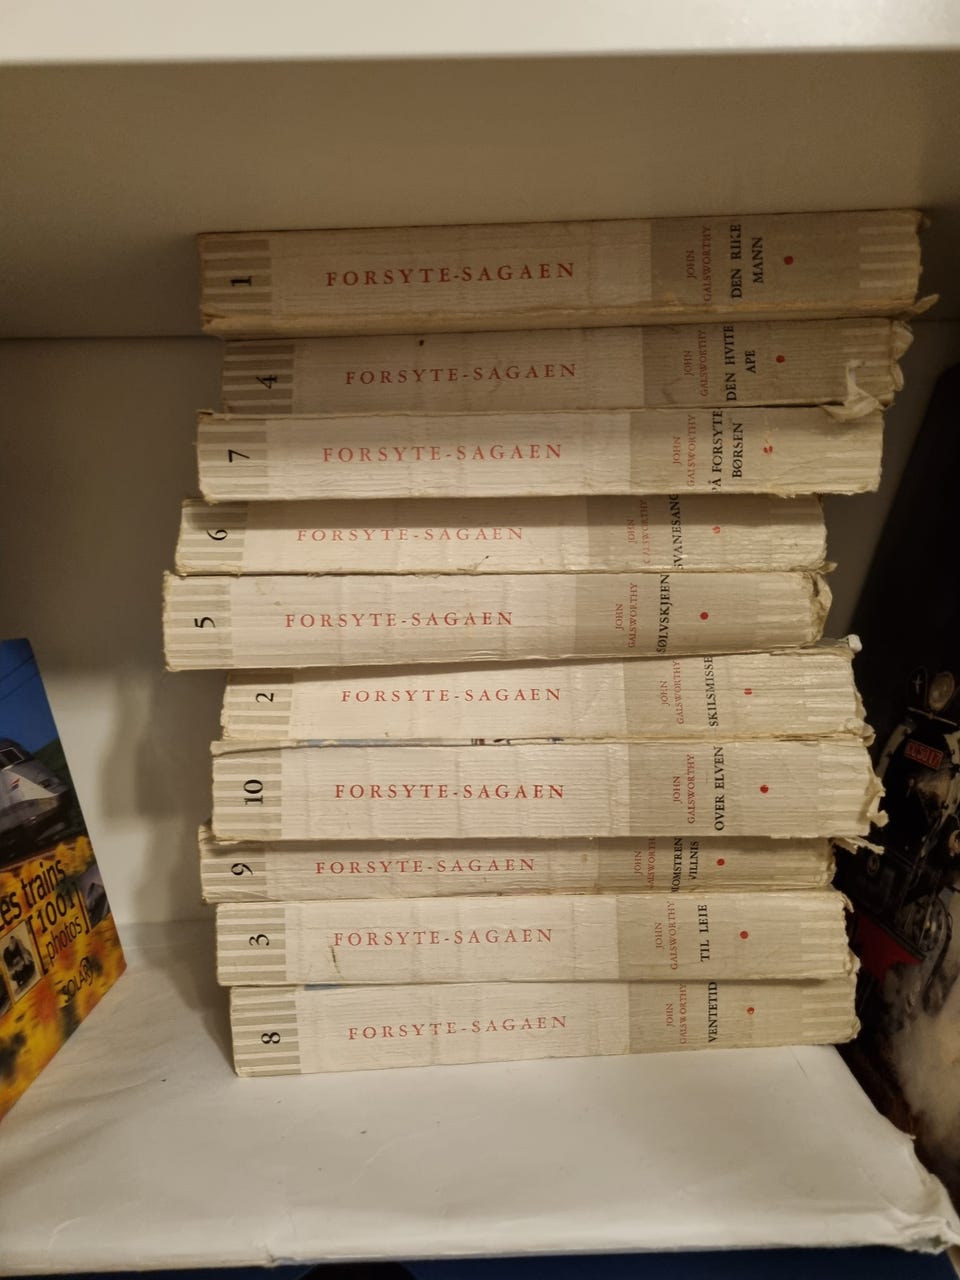 1
FORSYTE-SAGAEN
JOHN
GALSWORTHY
DEN RIKE
MANN
4
FORSYTE-SAGAEN
JOHN
GALSWORTHY
DEN HVITE
APE
7
FORSYTE-SAGAEN
JOHN
GALSWORTHY
PÅ FORSYTE
BØRSEN
6
FORSYTE-SAGAEN
JOHN
GALSWORTHY
SVANESANG
5
FORSYTE-SAGAEN
JOHN
GALSWORTHY
SØLVSKJEEN
2
FORSYTE-SAGAEN
JOHN
GALSWORTHY
SKILSMISSE
10
FORSYTE-SAGAEN
JOHN
GALSWORTHY
OVER ELVEN
9
FORSYTE-SAGAEN
JOHN
GALSWORTHY
VILLNIS
3
FORSYTE-SAGAEN
JOHN
GALSWORTHY
TIL LEIE
8
FORSYTE-SAGAEN
JOHN
GALSWORTHY
VENTETID
Les trains
[1001
photos]
SOLAR